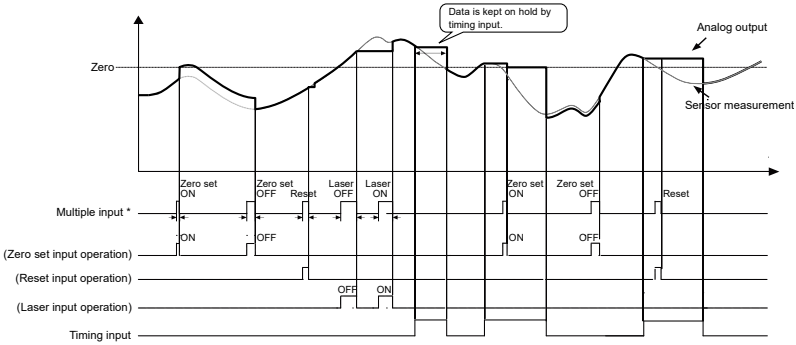 Data is kept on hold by
timing input.
Analog output
Zero
Sensor measurement
Zero set
ON
Zero set
OFF
Reset
Laser
OFF
Laser
ON
Zero set
ON
Zero set
OFF
Reset
Multiple input *
ON
OFF
ON
OFF
(Zero set input operation)
(Reset input operation)
OFF
ON
(Laser input operation)
Timing input